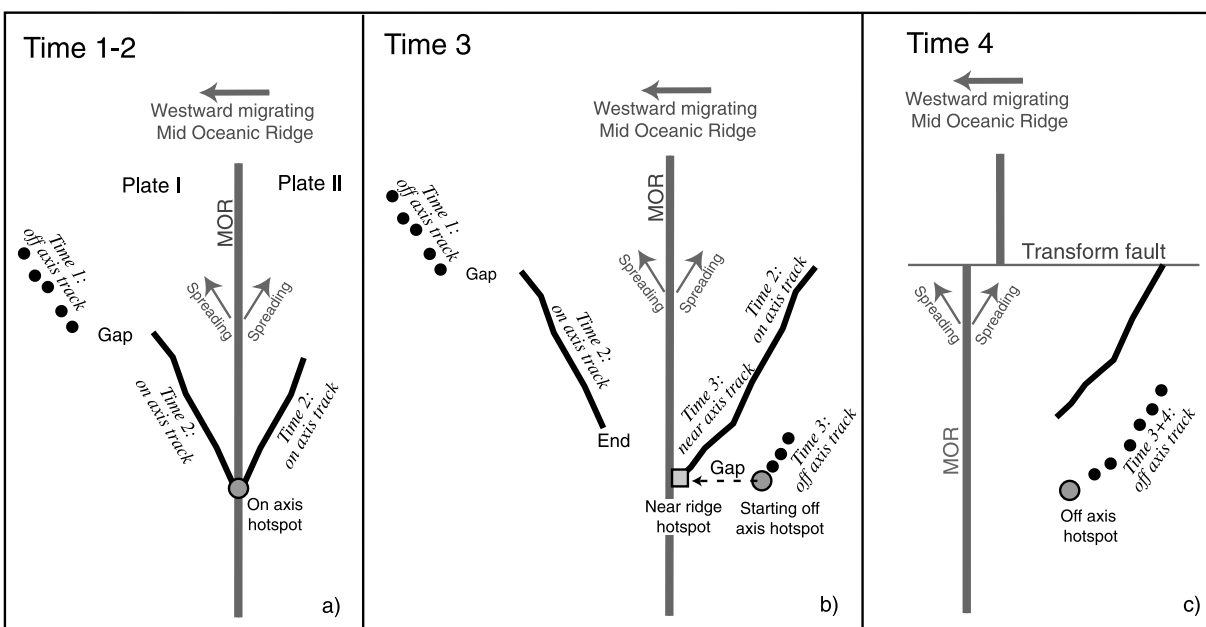 Time 1-2
Westward migrating
Mid Oceanic Ridge
Plate I
Plate II
MOR
Time 1:
off axis track
Spreading
Spreading
Gap
Time 2:
on axis track
Time 2:
on axis track
On axis
hotspot
a)
Time 3
Westward migrating
Mid Oceanic Ridge
MOR
Time 1:
off axis track
Gap
Spreading
Spreading
Time 2:
on axis track
Time 2:
on axis track
Time 3:
near axis track
End
Gap
Time 3:
off axis track
Near ridge
hotspot
Starting off
axis hotspot
b)
Time 4
Westward migrating
Mid Oceanic Ridge
Transform fault
Spreading
Spreading
MOR
Time 3+4:
off axis track
Off axis
hotspot
c)